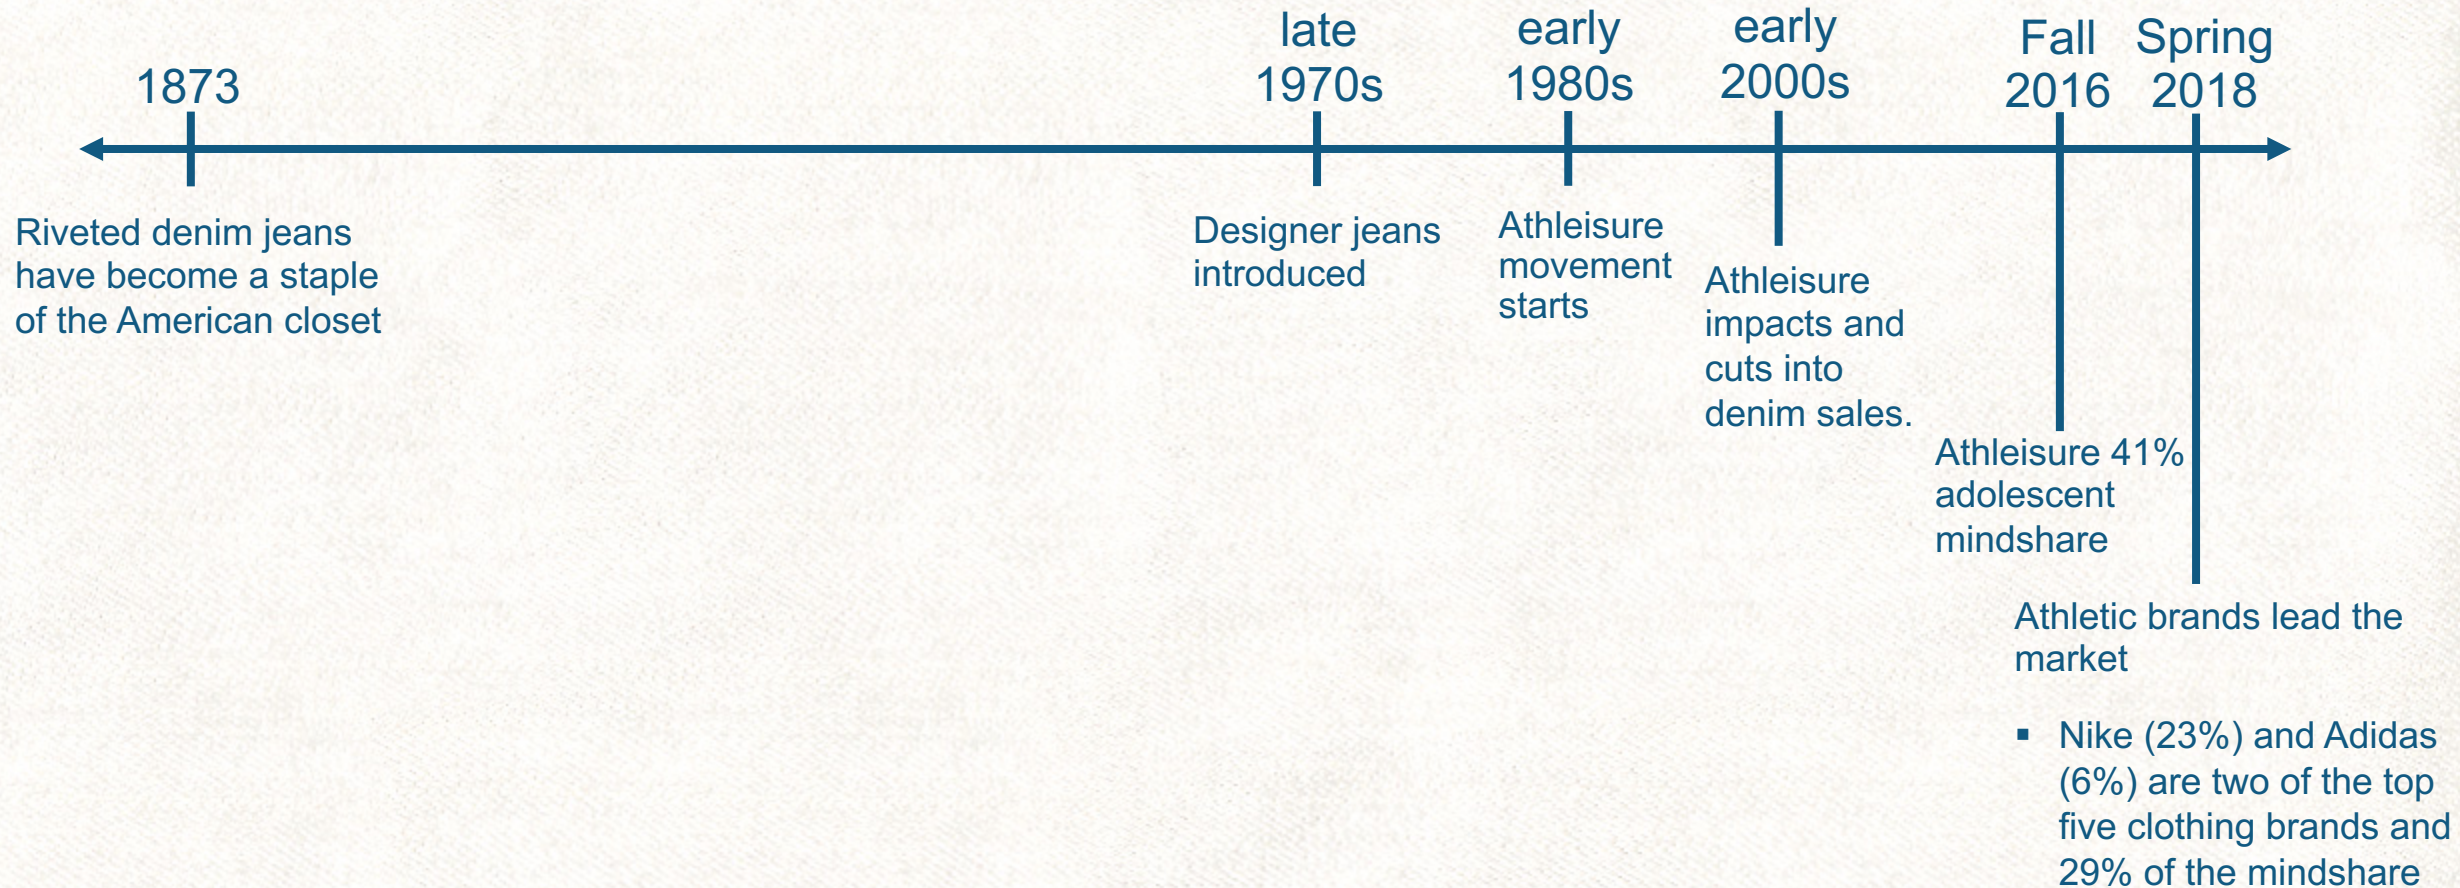 1873
Riveted denim jeans
have become a staple
of the American closet
late
1970s
Designer jeans
introduced
early
1980s
Athleisure
movement
starts
early
2000s
Athleisure
impacts and
cuts into
denim sales.
Fall
2016
Athleisure 41%
adolescent
mindshare
Spring
2018
Athletic brands lead the
market
▪ Nike (23%) and Adidas
(6%) are two of the top
five clothing brands and
29% of the mindshare